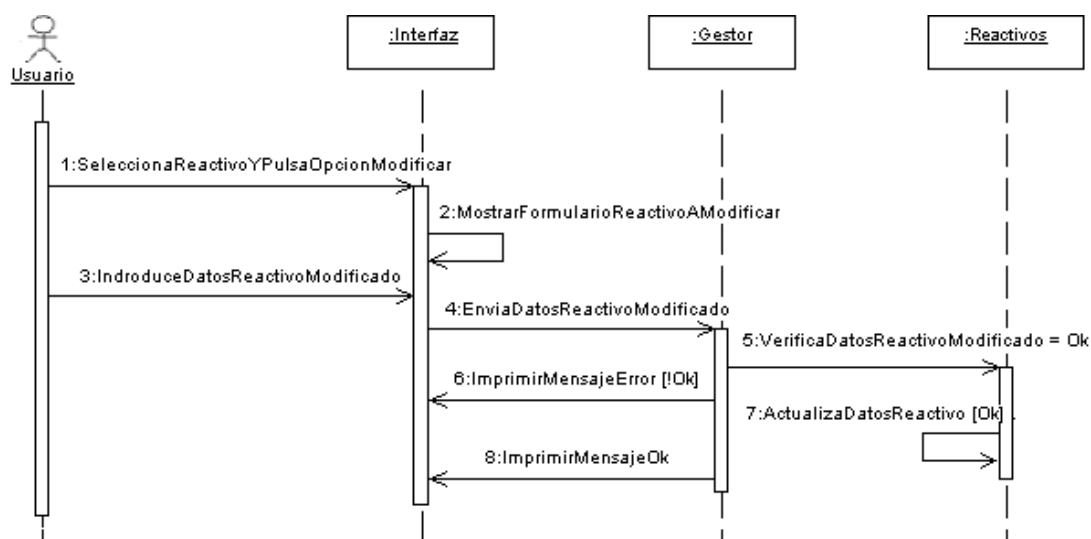 :Interfaz
:Gestor
:Reactivos
Usuario
1:SeleccionaReactivoYPulsaOpcionModificar
2:MostrarFormularioReactivoAModificar
3:IndroduceDatosReactivoModificado
4:EnviaDatosReactivoModificado
5:VerificaDatosReactivoModificado = Ok
6:ImprimirMensajeError [!Ok]
7:ActualizaDatosReactivo [Ok] .
8:ImprimirMensajeOk